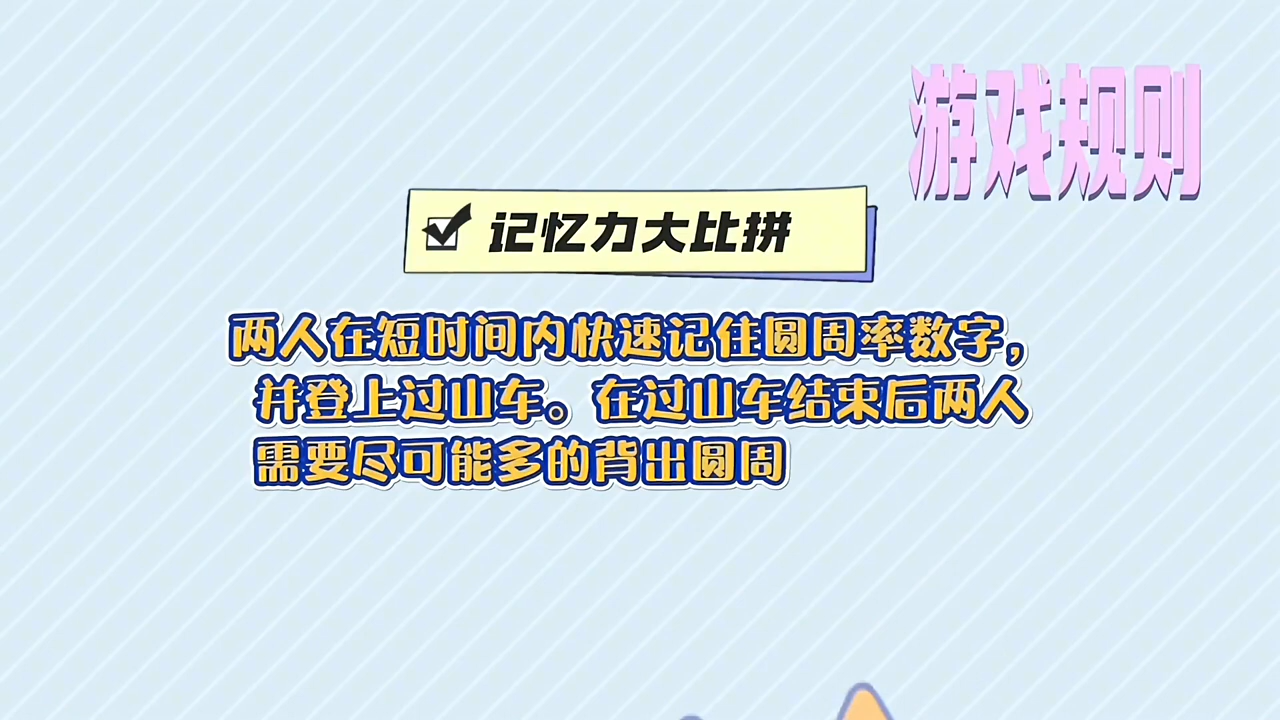 游戏规则
记忆力大比拼
两人在短时间内快速记住圆周率数字，
并登上过山车。在过山车结束后两人
需要尽可能多的背出圆周